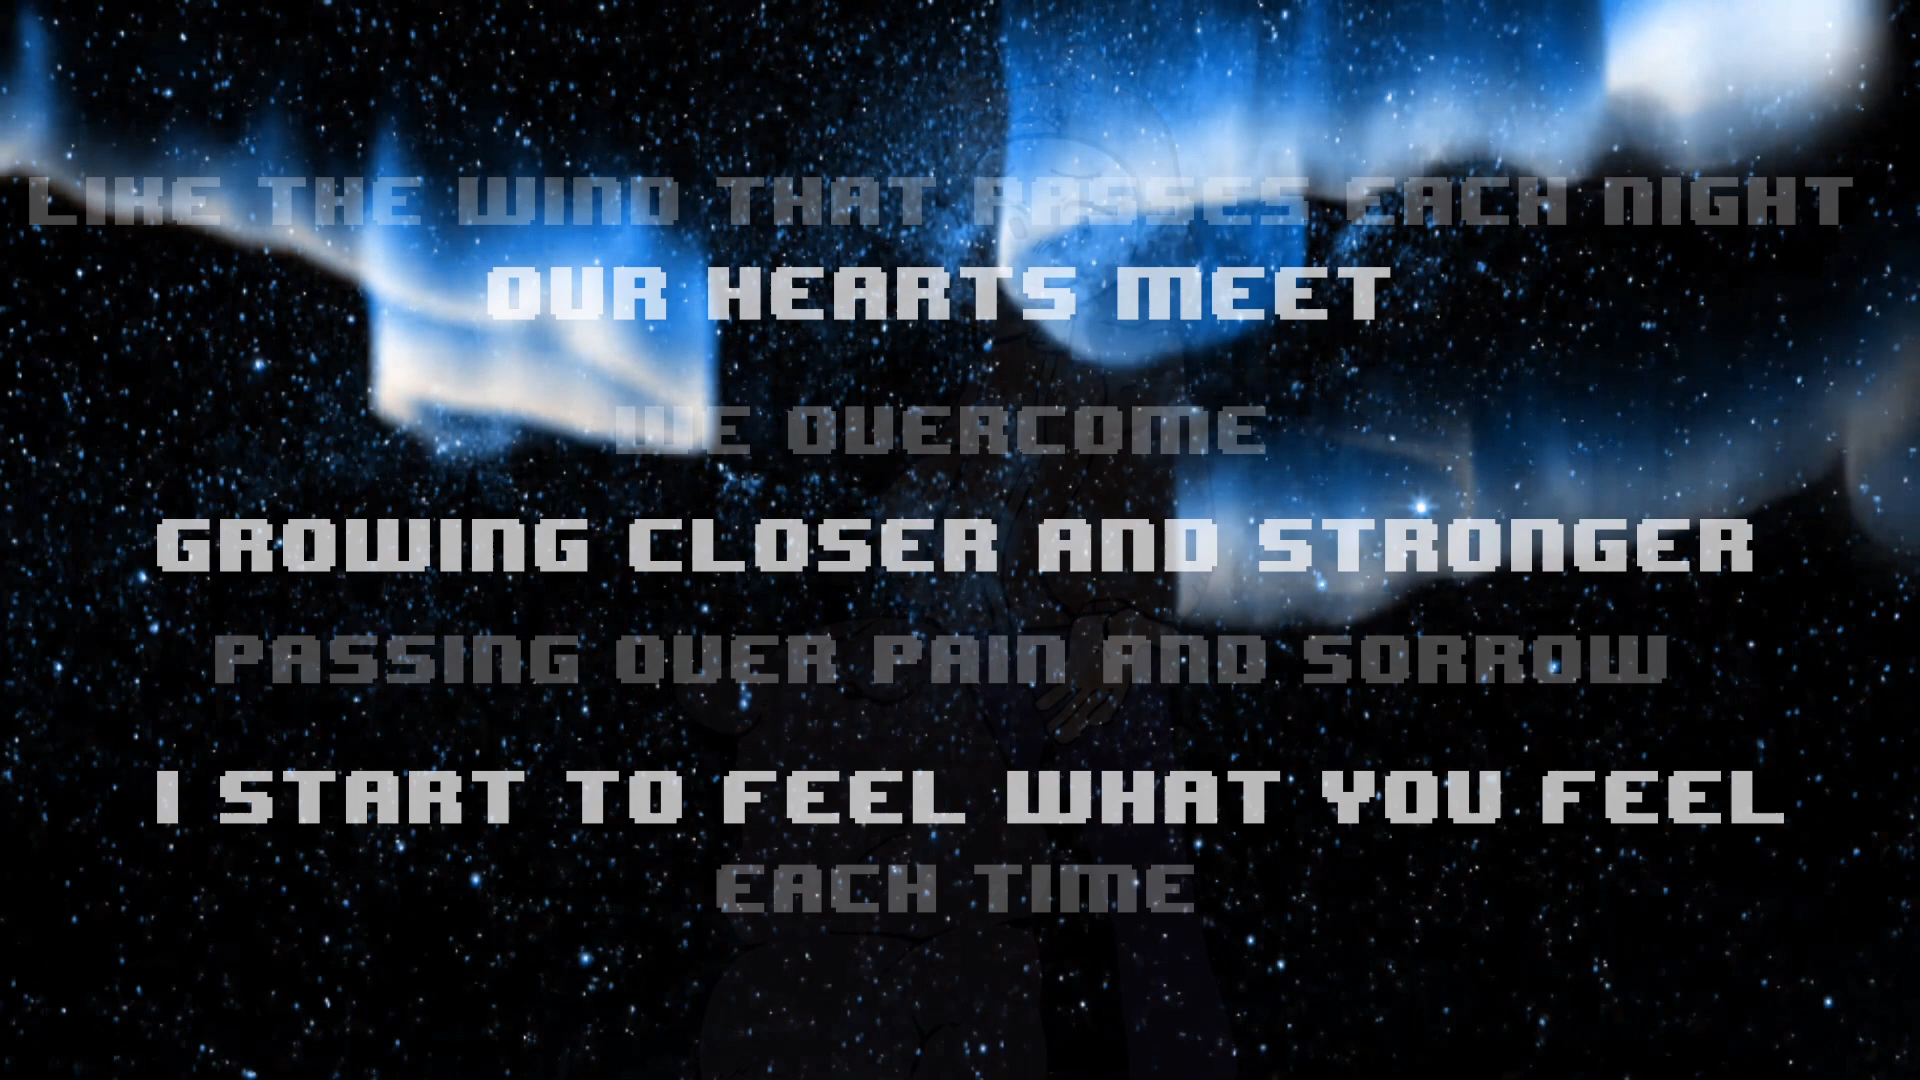 LIKE THE WIND THAT PASSES EACH NIGHT
OUR HEARTS MEET
WE OVERCOME
GROWING CLOSER AND STRONGER
PASSING OVER PAIN AND SORROW
I START TO FEEL WHAT YOU FEEL
EACH TIME